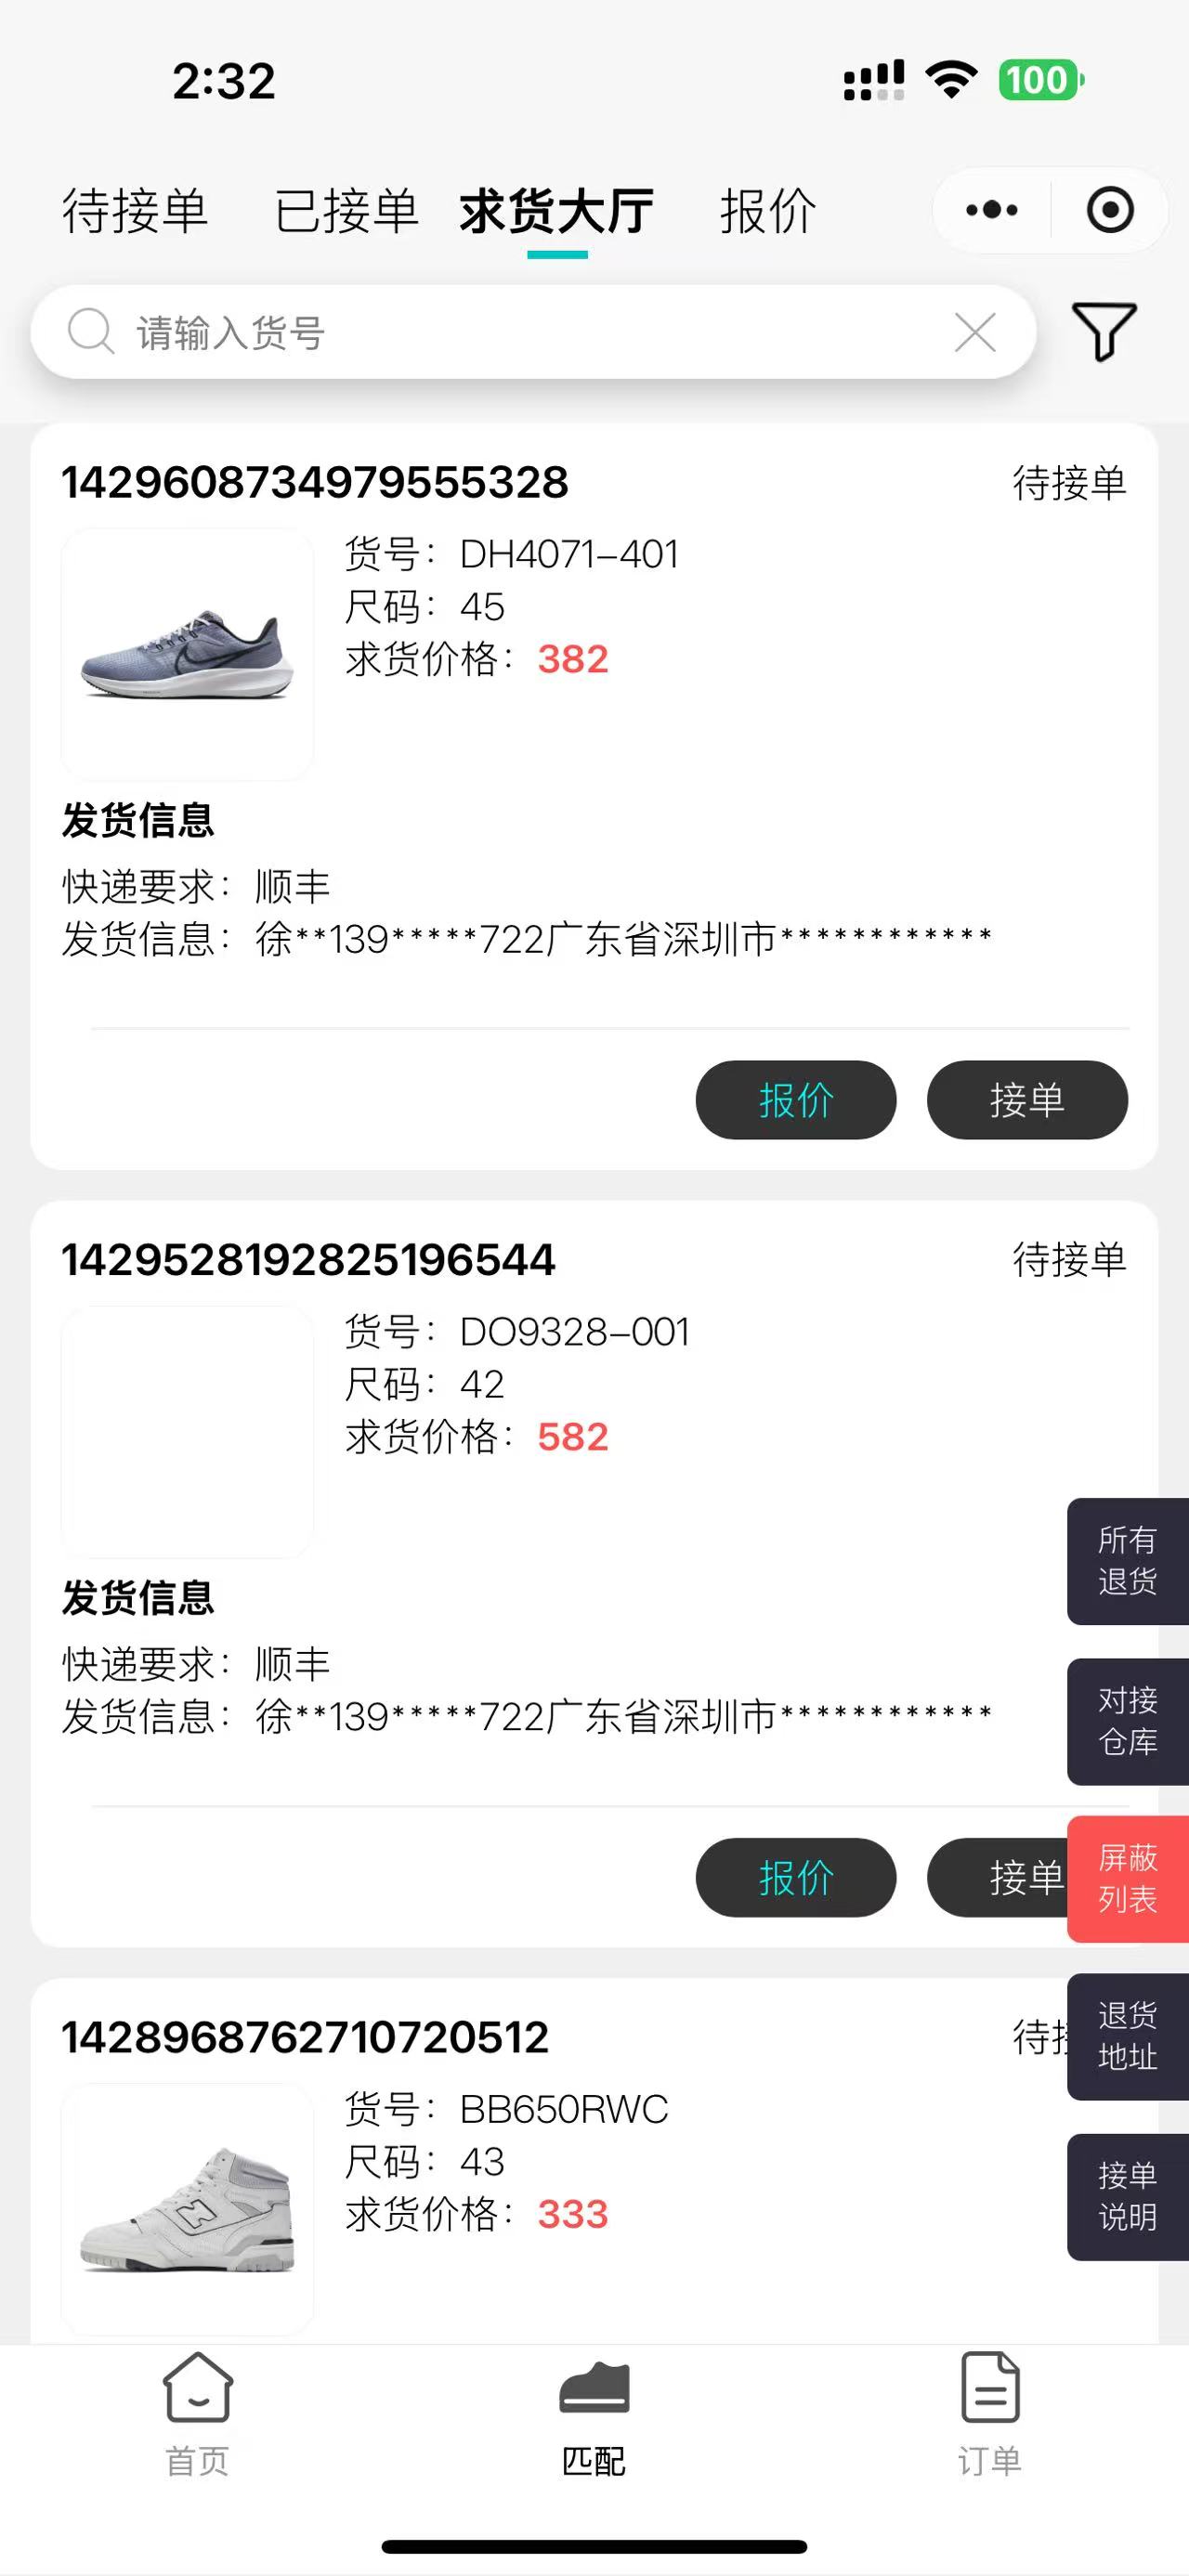 2:32
100
待接单 已接单 求货大厅 报价
请输入货号
1429608734979555328 待接单
货号：DH4071-401
尺码：45
求货价格：382
发货信息
快递要求：顺丰
发货信息：徐**139*****722广东省深圳市************
报价 接单
1429528192825196544 待接单
货号：DO9328-001
尺码：42
求货价格：582
发货信息
快递要求：顺丰
发货信息：徐**139*****722广东省深圳市************
报价 接单
所有
退货
对接
仓库
屏蔽
列表
退货
地址
接单
说明
1428968762710720512 待接
货号：BB650RWC
尺码：43
求货价格：333
首页 匹配 订单